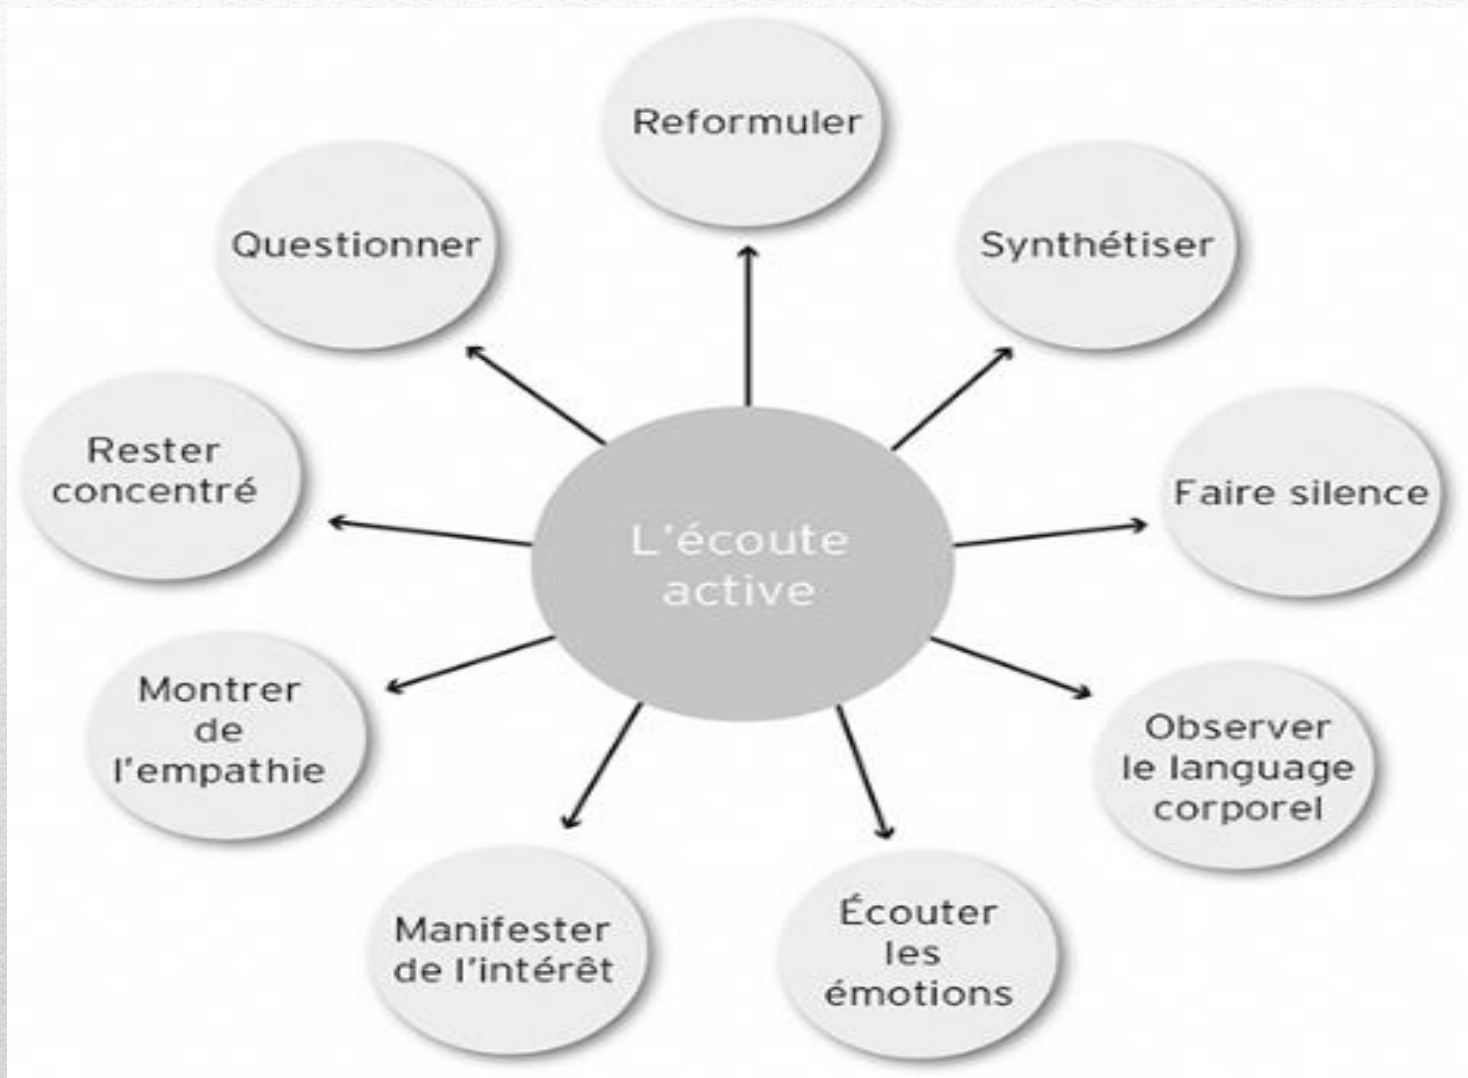 Reformuler
Questionner
Synthétiser
Rester
concentré
Faire silence
L'écoute
active
Montrer
de
l'empathie
Observer
le language
corporel
Manifester
de l'intérêt
Écouter
les
émotions